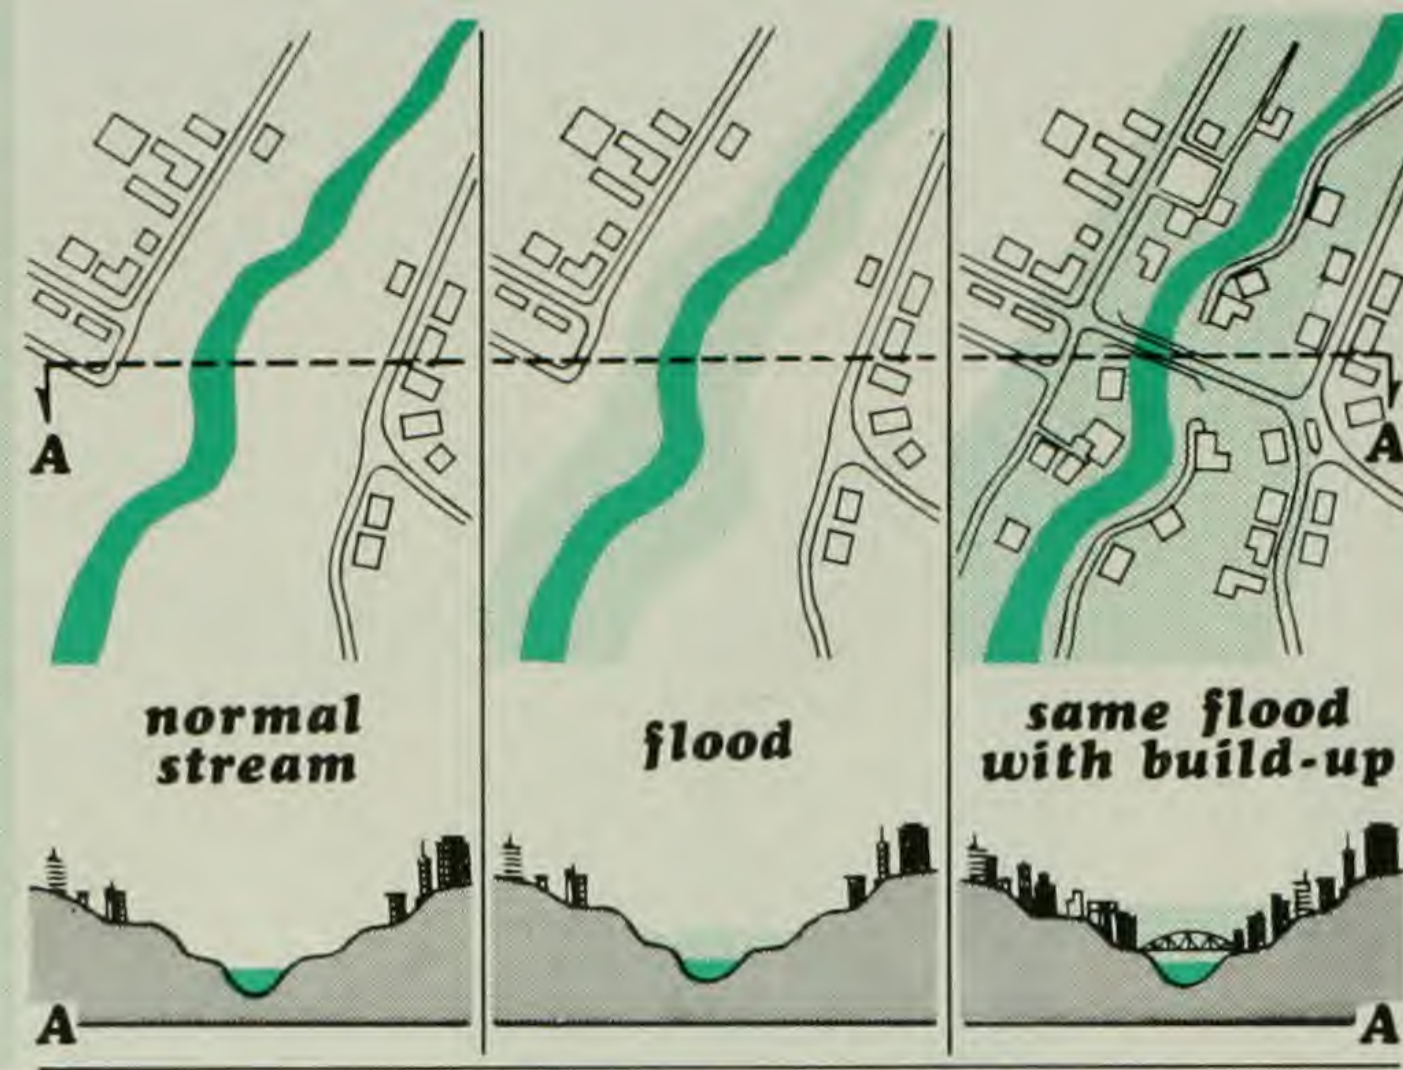 A
A
normal
stream
flood
same flood
with build-up
A
A